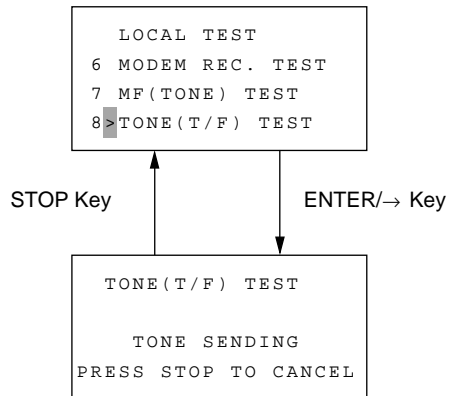 LOCAL TEST
6 MODEM REC. TEST
7 MF(TONE) TEST
8>TONE(T/F) TEST
STOP Key
ENTER/→ Key
TONE(T/F) TEST
TONE SENDING
PRESS STOP TO CANCEL